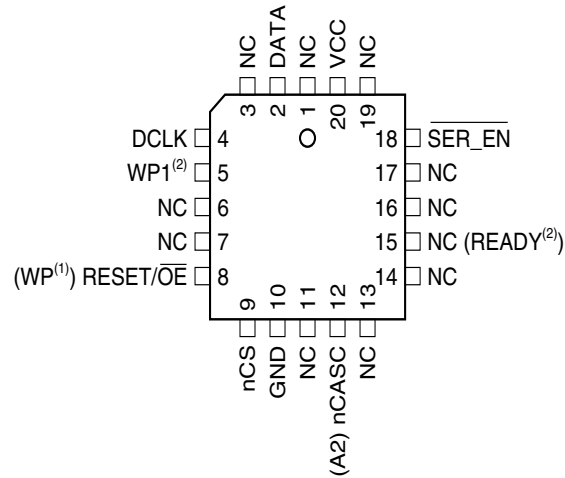 NC
DATA
NC
VCC
NC
3
2
1
20
19
DCLK 4
18 S̅E̅R̅_̅E̅N̅
WP1⁽²⁾ 5
17 NC
NC 6
16 NC
NC 7
15 NC (READY⁽²⁾)
(WP⁽¹⁾) RESET/O̅E̅ 8
14 NC
9
10
11
12
13
nCS
GND
NC
(A2) nCASC
NC